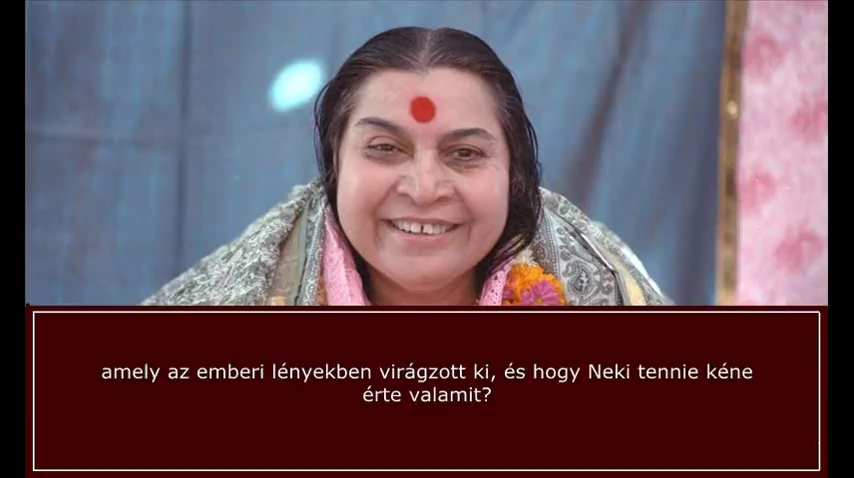 amely az emberi lényekben virágzott ki, és hogy Neki tennie kéne
érte valamit?